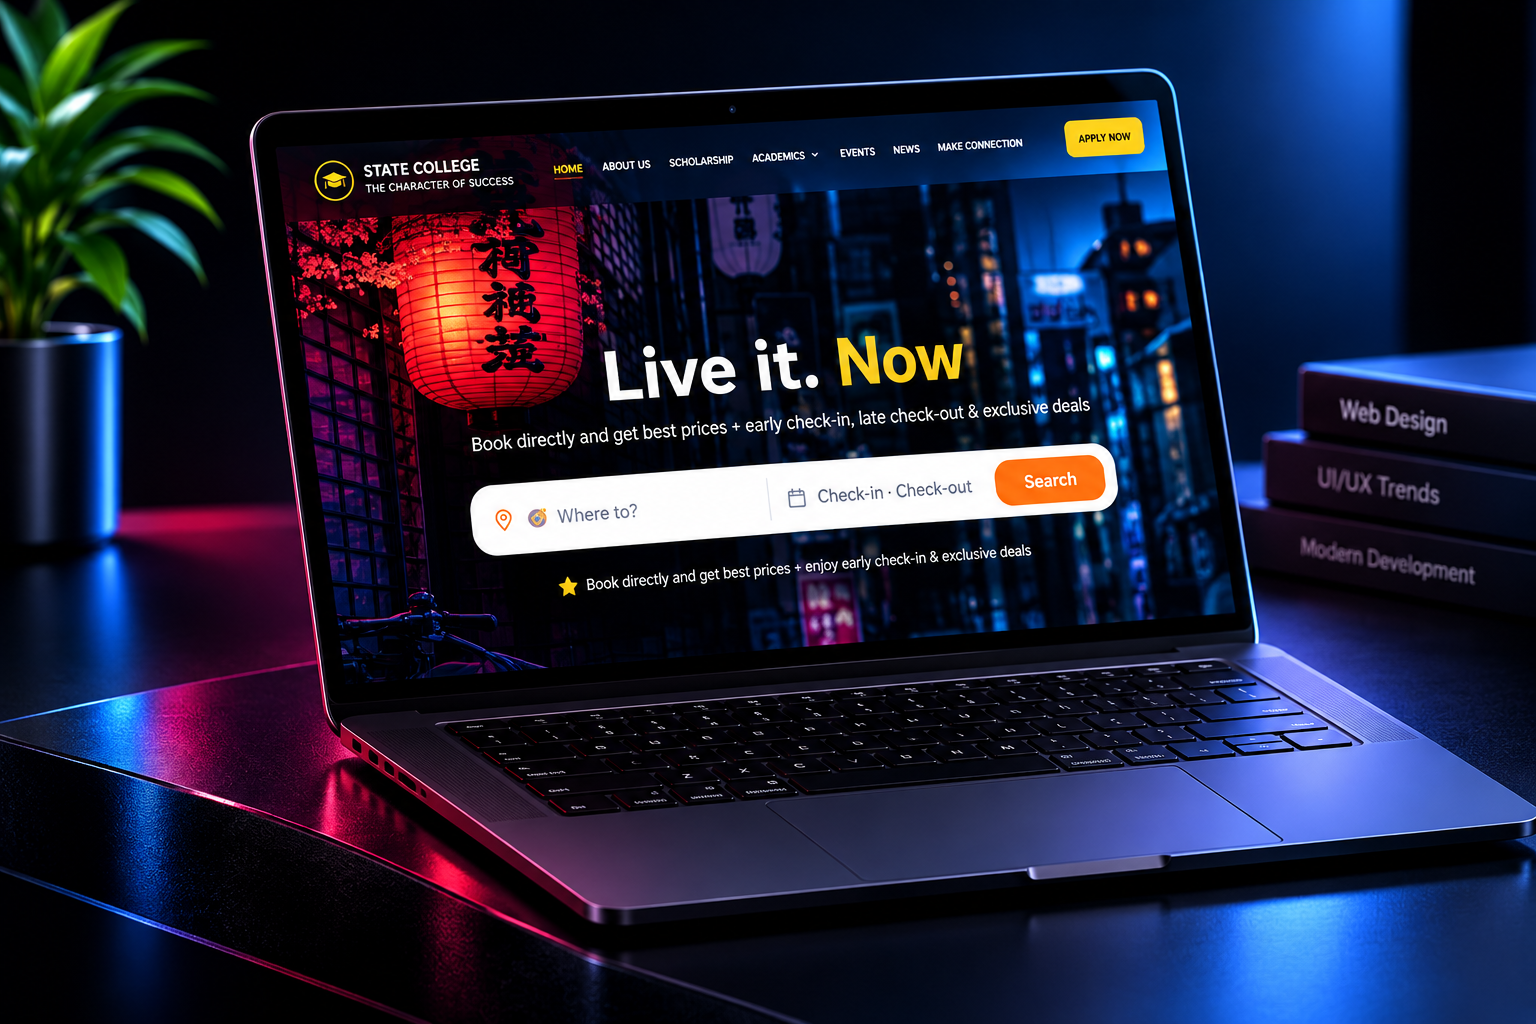 STATE COLLEGE
THE CHARACTER OF SUCCESS
HOME
ABOUT US
SCHOLARSHIP
ACADEMICS
EVENTS
NEWS
MAKE CONNECTION
APPLY NOW
Live it. Now
Book directly and get best prices + early check-in, late check-out & exclusive deals
Where to?
Check-in · Check-out
Search
Book directly and get best prices + enjoy early check-in & exclusive deals
Web Design
UI/UX Trends
Modern Development